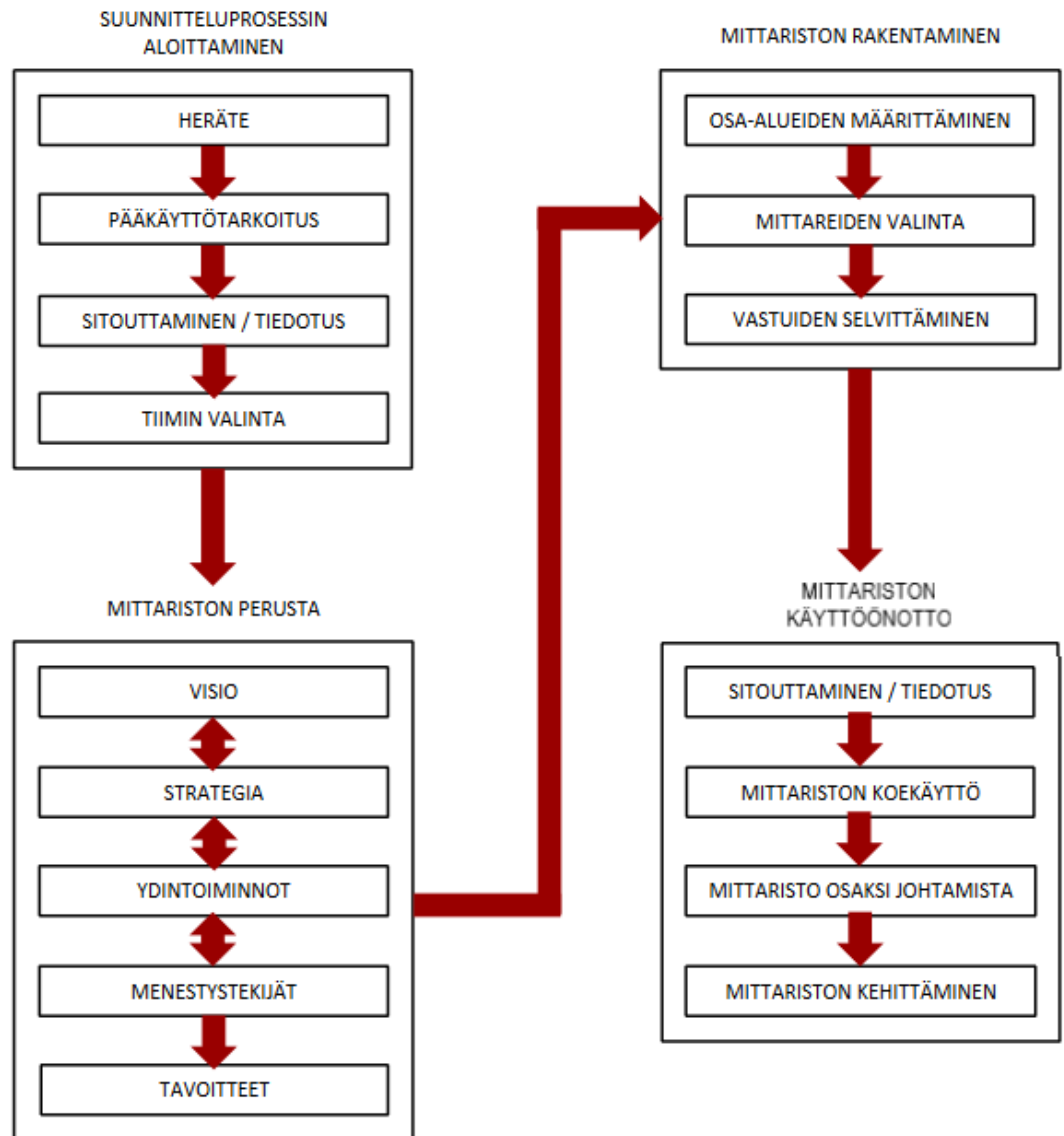 SUUNNITTELUPROSESSIN
ALOITTAMINEN
HERÄTE
PÄÄKÄYTTÖTARKOITUS
SITOUTTAMINEN / TIEDOTUS
TIIMIN VALINTA
MITTARISTON PERUSTA
VISIO
STRATEGIA
YDINTOIMINNOT
MENESTYSTEKIJÄT
TAVOITTEET
MITTARISTON RAKENTAMINEN
OSA-ALUEIDEN MÄÄRITTÄMINEN
MITTAREIDEN VALINTA
VASTUIDEN SELVITTÄMINEN
MITTARISTON
KÄYTTÖÖNOTTO
SITOUTTAMINEN / TIEDOTUS
MITTARISTON KOEKÄYTTÖ
MITTARISTO OSAKSI JOHTAMISTA
MITTARISTON KEHITTÄMINEN